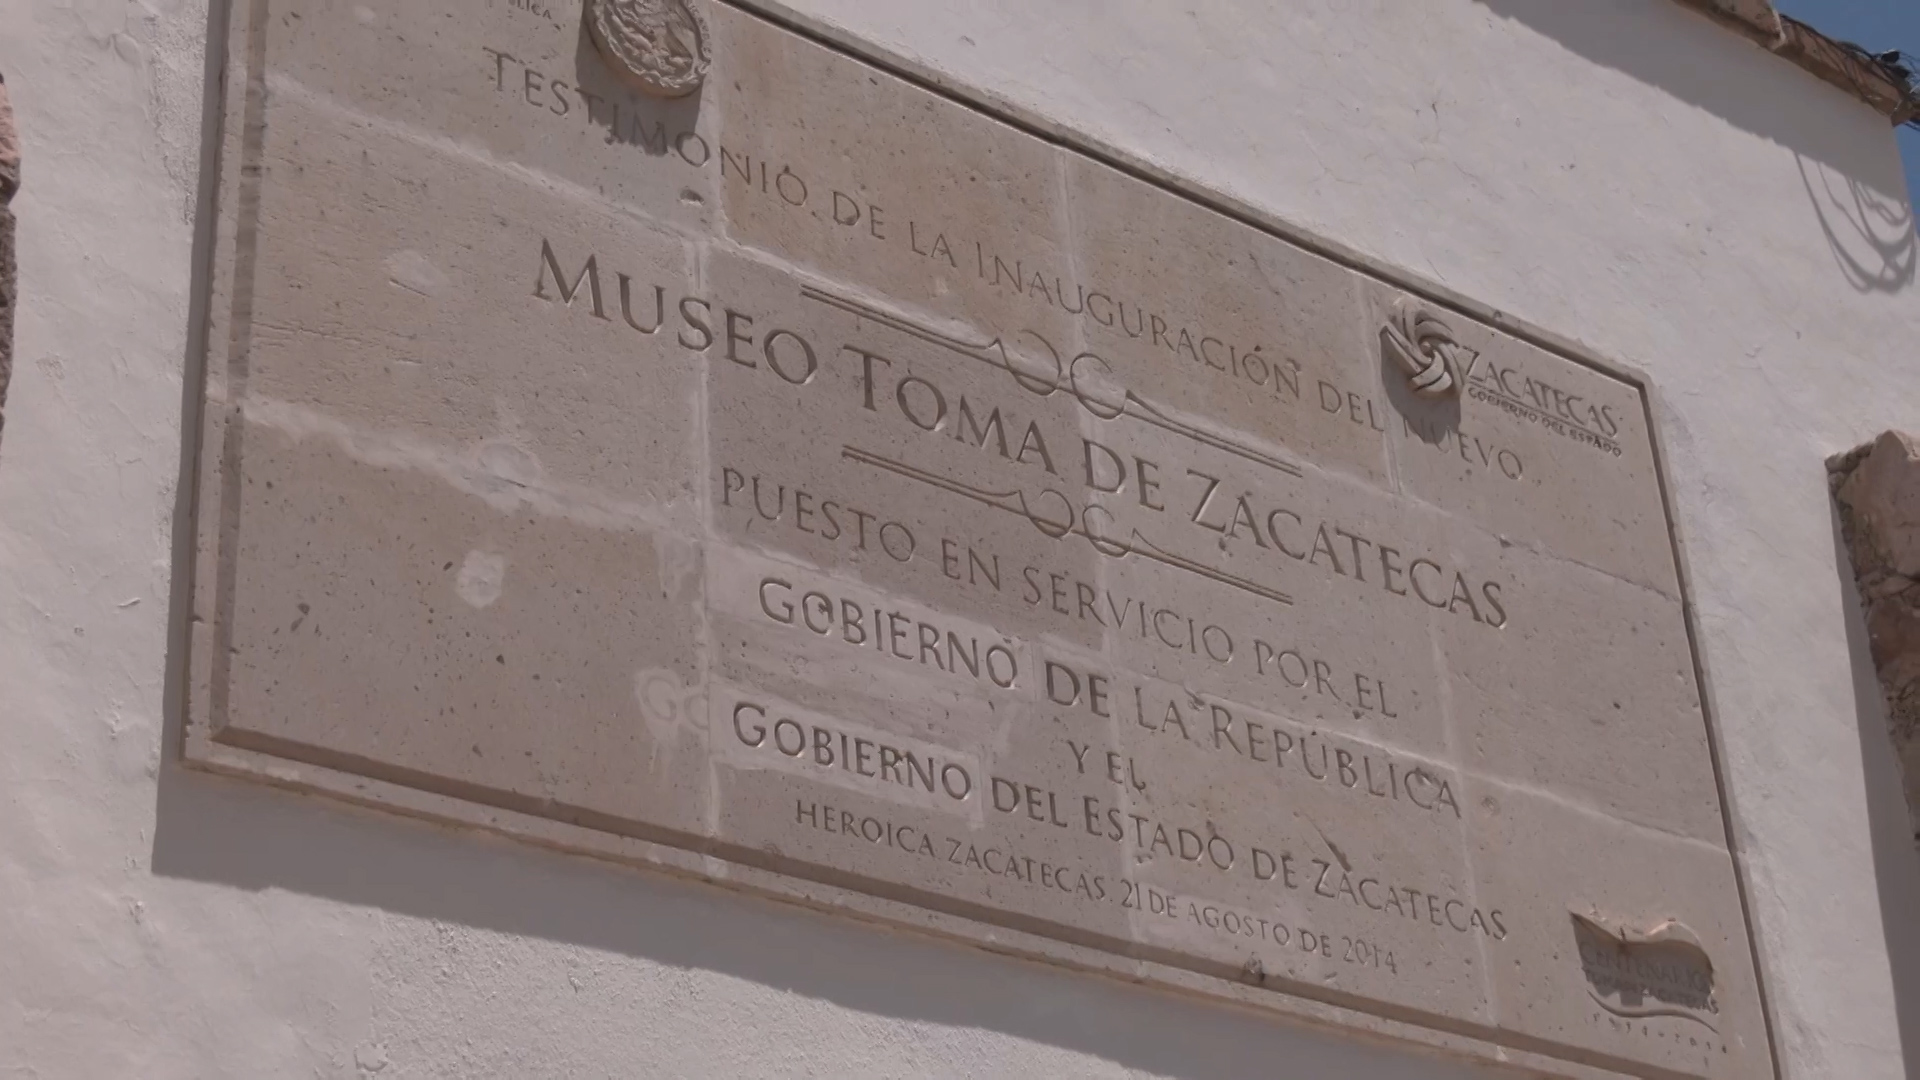 TESTIMONIO DE LA INAUGURACIÓN DEL NUEVO
ZACATECAS
GOBIERNO DEL ESTADO
MUSEO TOMA DE ZACATECAS
PUESTO EN SERVICIO POR EL
GOBIERNO DE LA REPÚBLICA
Y EL
GOBIERNO DEL ESTADO DE ZACATECAS
HEROICA ZACATECAS, 21 DE AGOSTO DE 2014
CENTENARIO